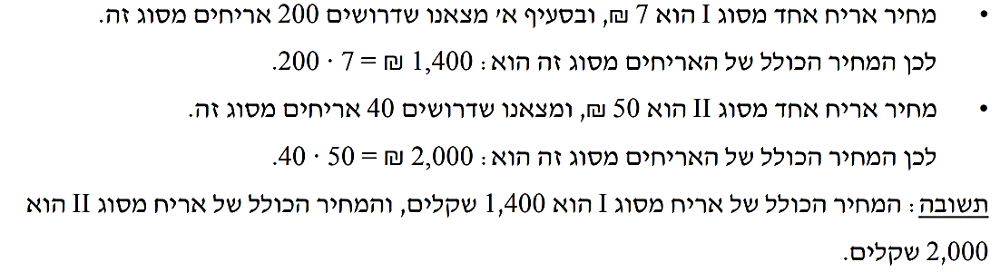 • מחיר אריח אחד מסוג I הוא 7 ₪, ובסעיף א׳ מצאנו שדרושים 200 אריחים מסוג זה.
לכן המחיר הכולל של האריחים מסוג זה הוא: 200 · 7 = ₪ 1,400.
• מחיר אריח אחד מסוג II הוא 50 ₪, ומצאנו שדרושים 40 אריחים מסוג זה.
לכן המחיר הכולל של האריחים מסוג זה הוא: 40 · 50 = ₪ 2,000.
תשובה: המחיר הכולל של אריח מסוג I הוא 1,400 שקלים, והמחיר הכולל של אריח מסוג II הוא
2,000 שקלים.